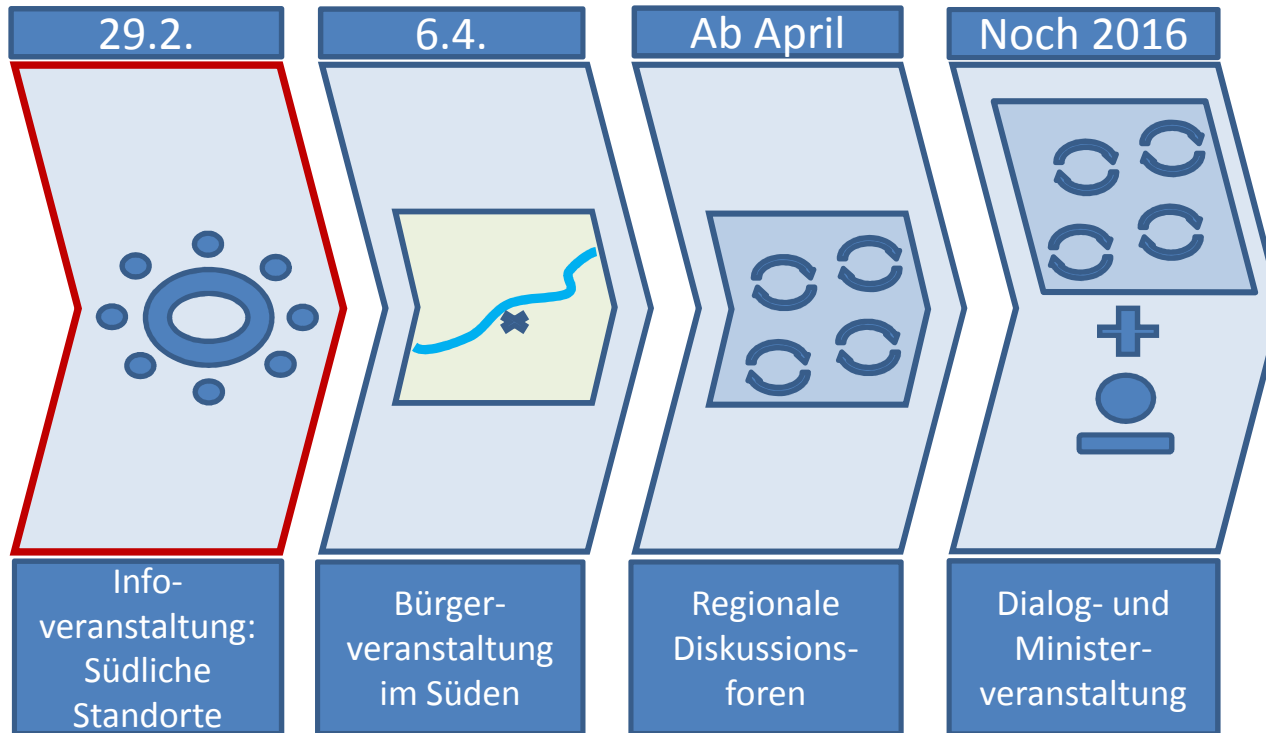 29.2.
6.4.
Ab April
Noch 2016
Info-
veranstaltung:
Südliche
Standorte
Bürger-
veranstaltung
im Süden
Regionale
Diskussions-
foren
Dialog- und
Minister-
veranstaltung